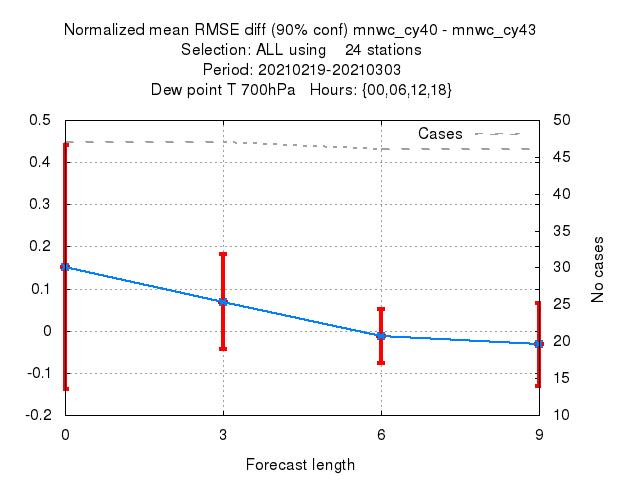 Normalized mean RMSE diff (90% conf) mnwc_cy40 - mnwc_cy43
Selection: ALL using    24 stations
Period: 20210219-20210303
Dew point T 700hPa   Hours: {00,06,12,18}
Cases
0.5
0.4
0.3
0.2
0.1
0
-0.1
-0.2
50
45
40
35
30
25
20
15
10
No cases
0 3 6 9
Forecast length